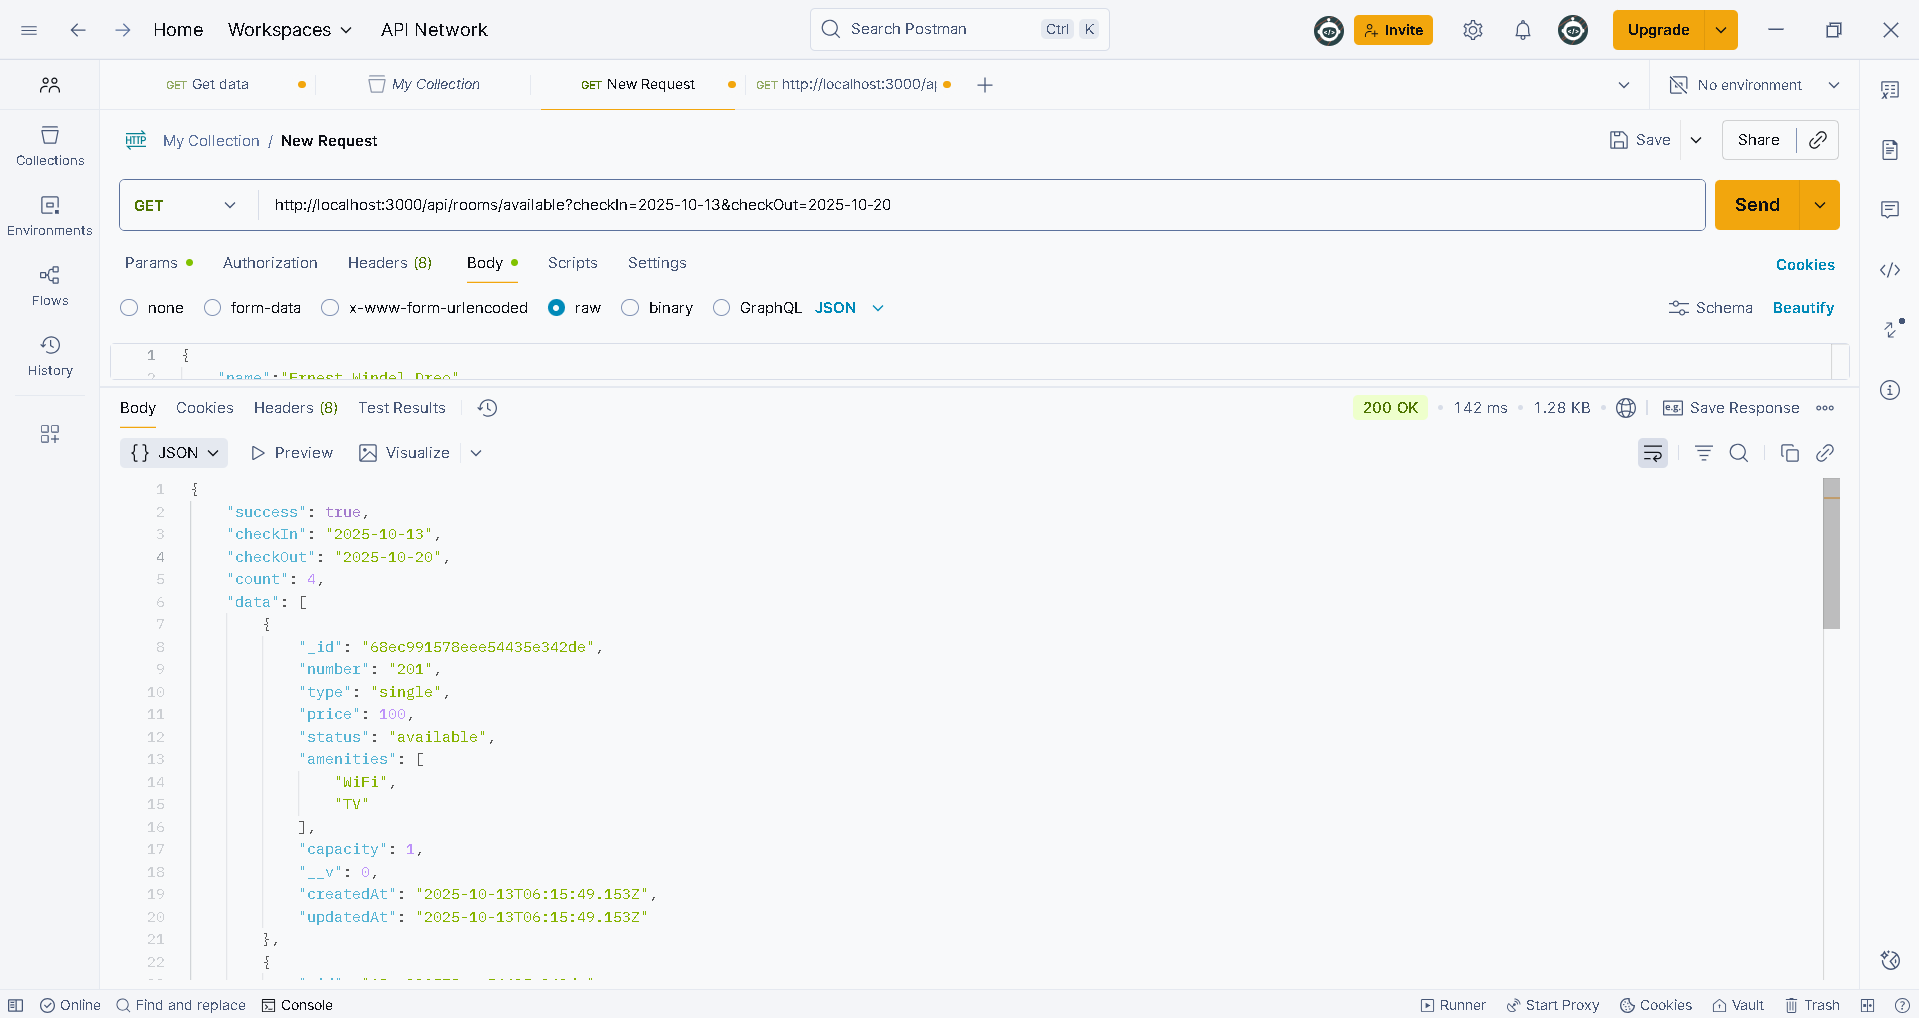 Home Workspaces API Network Search Postman Ctrl K Invite Upgrade
GET Get data My Collection GET New Request GET http://localhost:3000/a No environment
HTTP My Collection / New Request Save Share
GET http://localhost:3000/api/rooms/available?checkIn=2025-10-13&checkOut=2025-10-20 Send
Collections
Environments
Flows
History
Params Authorization Headers (8) Body Scripts Settings Cookies
none form-data x-www-form-urlencoded raw binary GraphQL JSON Schema Beautify
1 {
2 "name":"Ernest Windel Dreo"
Body Cookies Headers (8) Test Results 200 OK • 142 ms • 1.28 KB • e.g. Save Response
{} JSON Preview Visualize
1 {
2 "success": true,
3 "checkIn": "2025-10-13",
4 "checkOut": "2025-10-20",
5 "count": 4,
6 "data": [
7 {
8 "_id": "68ec991578eee54435e342de",
9 "number": "201",
10 "type": "single",
11 "price": 100,
12 "status": "available",
13 "amenities": [
14 "WiFi",
15 "TV"
16 ],
17 "capacity": 1,
18 "__v": 0,
19 "createdAt": "2025-10-13T06:15:49.153Z",
20 "updatedAt": "2025-10-13T06:15:49.153Z"
21 },
22 {
Online Find and replace Console Runner Start Proxy Cookies Vault Trash